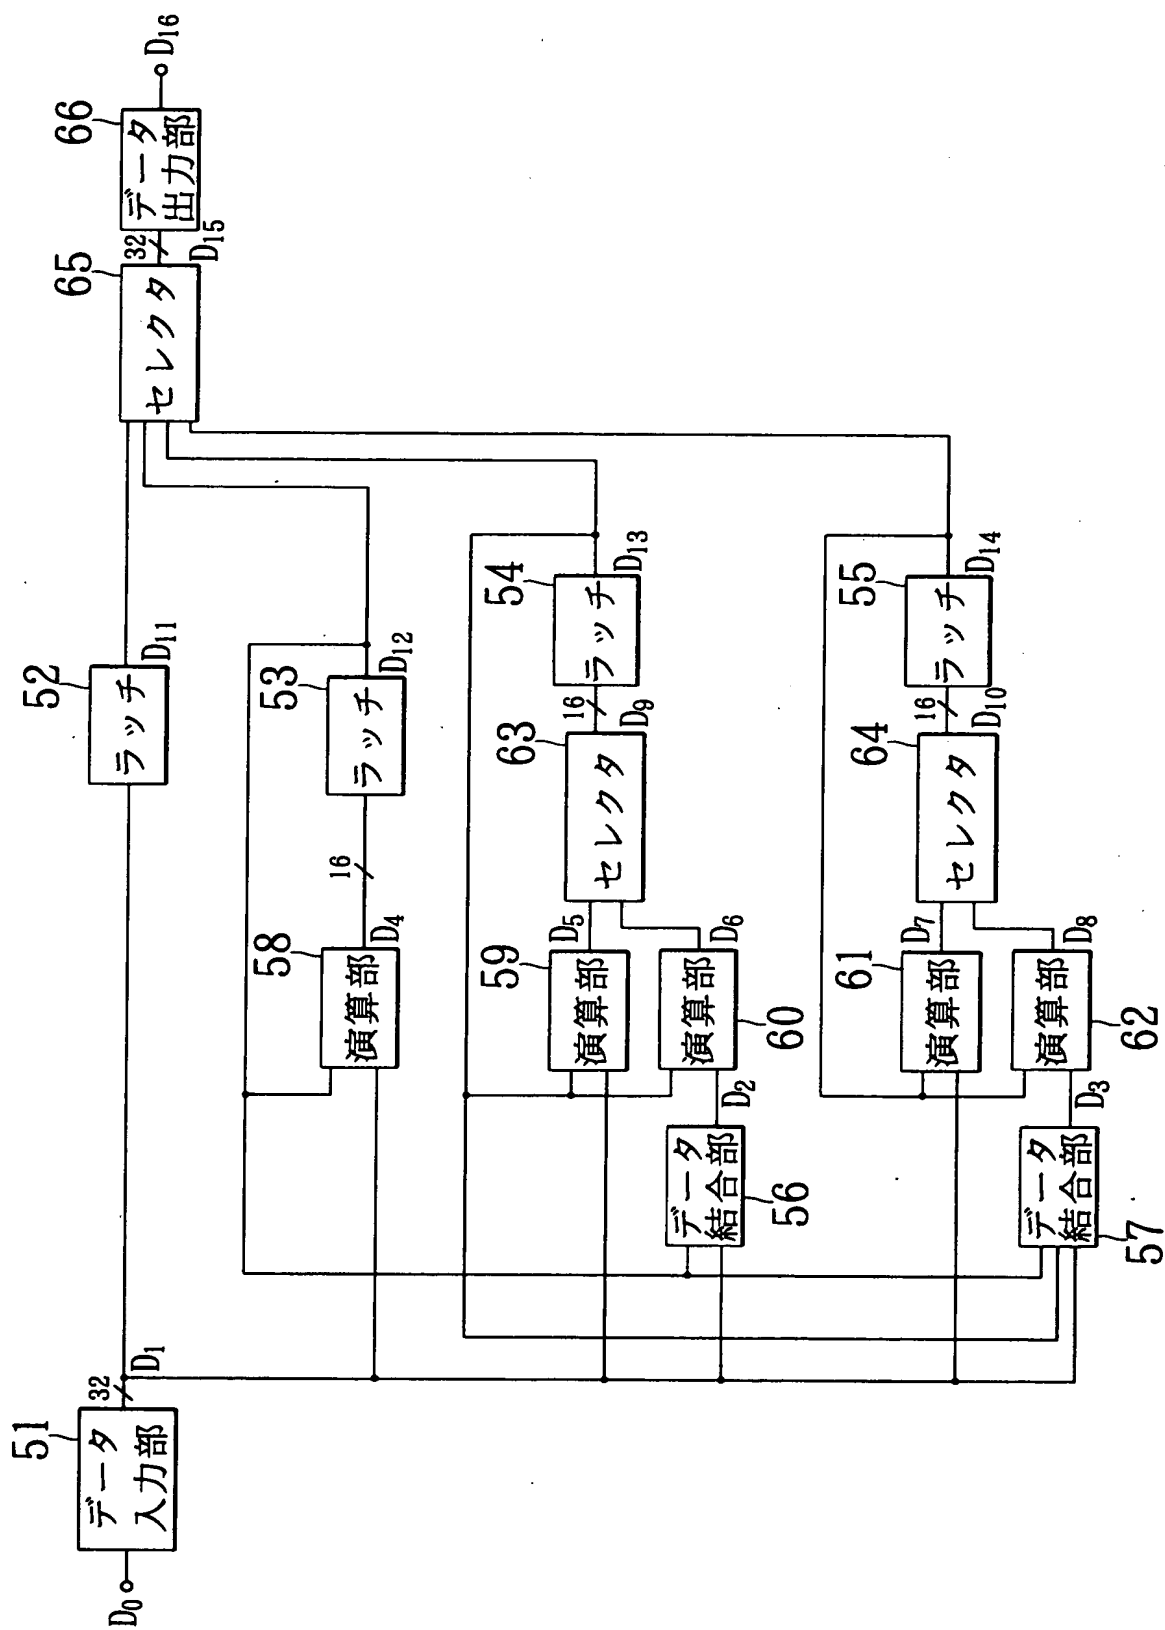 D0
51
データ
入力部
32
D1
52
ラッチ
D11
65
セレクタ
32
D15
66
データ
出力部
D16
58
演算部
D4
16
53
ラッチ
D12
59
演算部
D5
63
セレクタ
16
D9
54
ラッチ
D13
56
データ
結合部
D2
60
演算部
D6
61
演算部
D7
64
セレクタ
16
D10
55
ラッチ
D14
57
データ
結合部
D3
62
演算部
D8